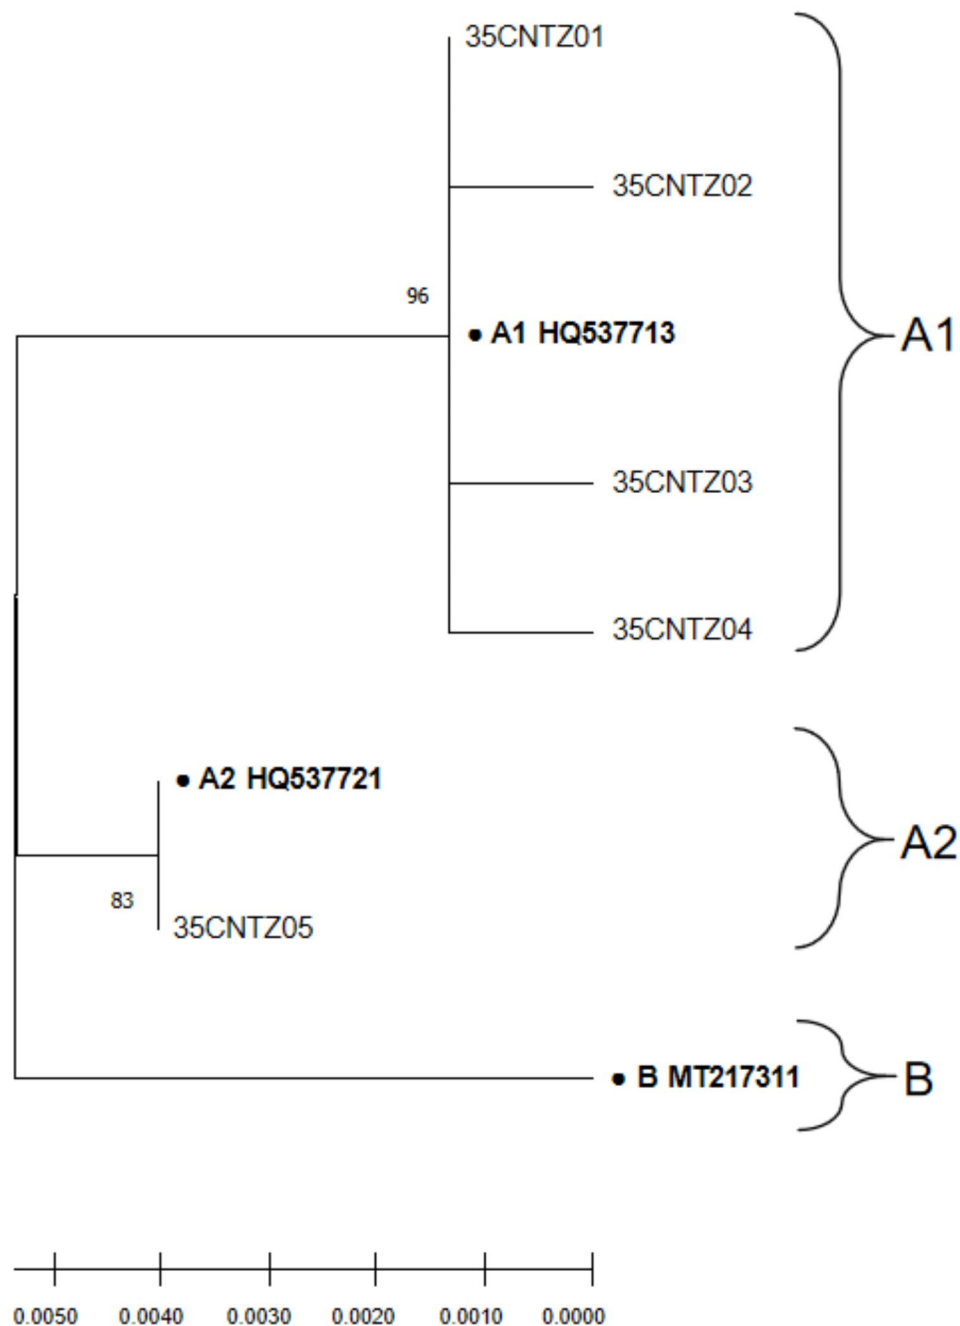 35CNTZ01
35CNTZ02
96
● A1 HQ537713
A1
35CNTZ03
35CNTZ04
● A2 HQ537721
A2
83
35CNTZ05
● B MT217311
B
0.0050 0.0040 0.0030 0.0020 0.0010 0.0000